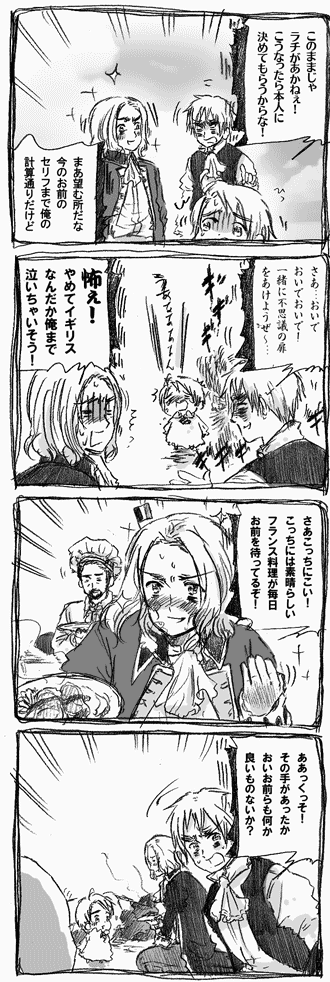 このままじゃ
ラチがあかねぇ！
こうなったら本人に
決めてもらうからな！
まあ望む所だな
今のお前の
セリフまで俺の
計算通りだけど
さあ…おいで
おいでおいで！
一緒に不思議の扉
をあけようぜ〜…
怖ぇ！
やめてイギリス
なんだか俺まで
泣いちゃいそう！
さあこっちにこい！
こっちには素晴らしい
フランス料理が毎日
お前を待ってるぞ！
ああっくっそ！
その手があったか
おいお前らも何か
良いものないか？